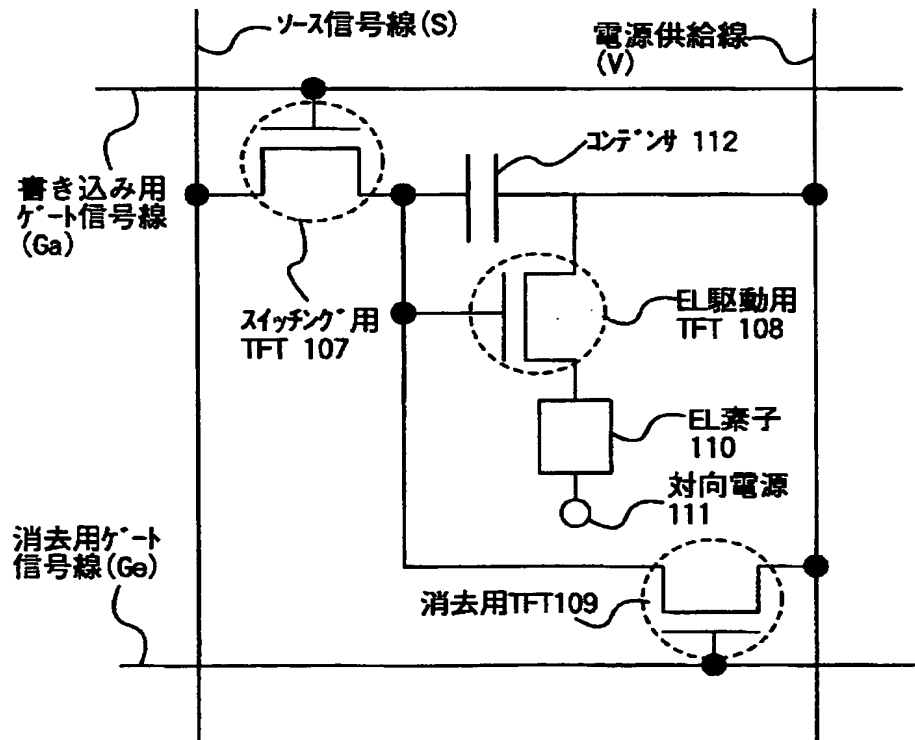 ソース信号線(S)
電源供給線
(V)
コンデンサ 112
書き込み用
ゲート信号線
(Ga)
スイッチング用
TFT 107
EL駆動用
TFT 108
EL素子
110
対向電源
111
消去用ゲート
信号線(Ge)
消去用TFT109